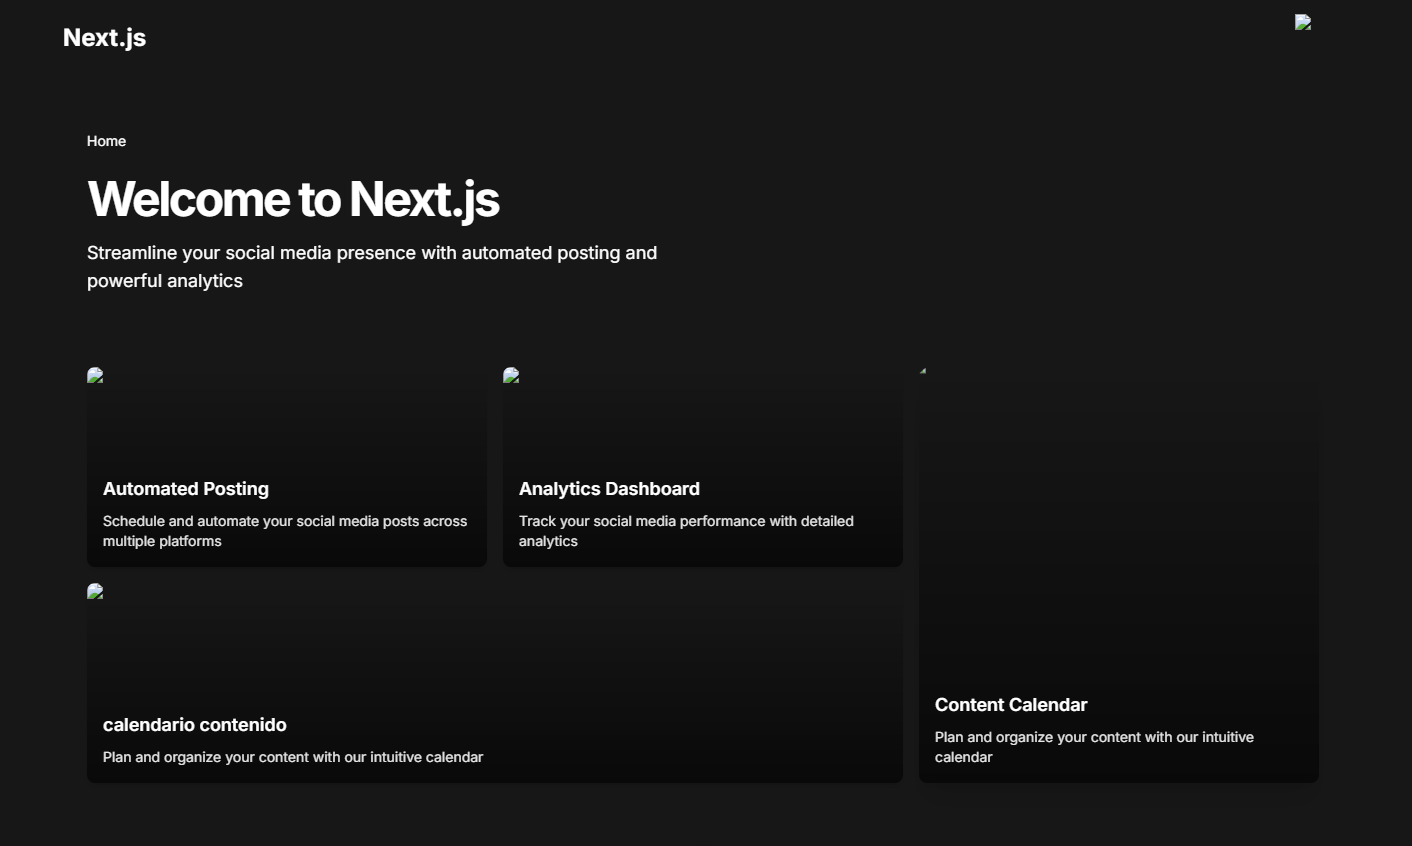 Next.js
Home
Welcome to Next.js
Streamline your social media presence with automated posting and
powerful analytics
Automated Posting
Schedule and automate your social media posts across
multiple platforms
Analytics Dashboard
Track your social media performance with detailed
analytics
calendario contenido
Plan and organize your content with our intuitive calendar
Content Calendar
Plan and organize your content with our intuitive
calendar